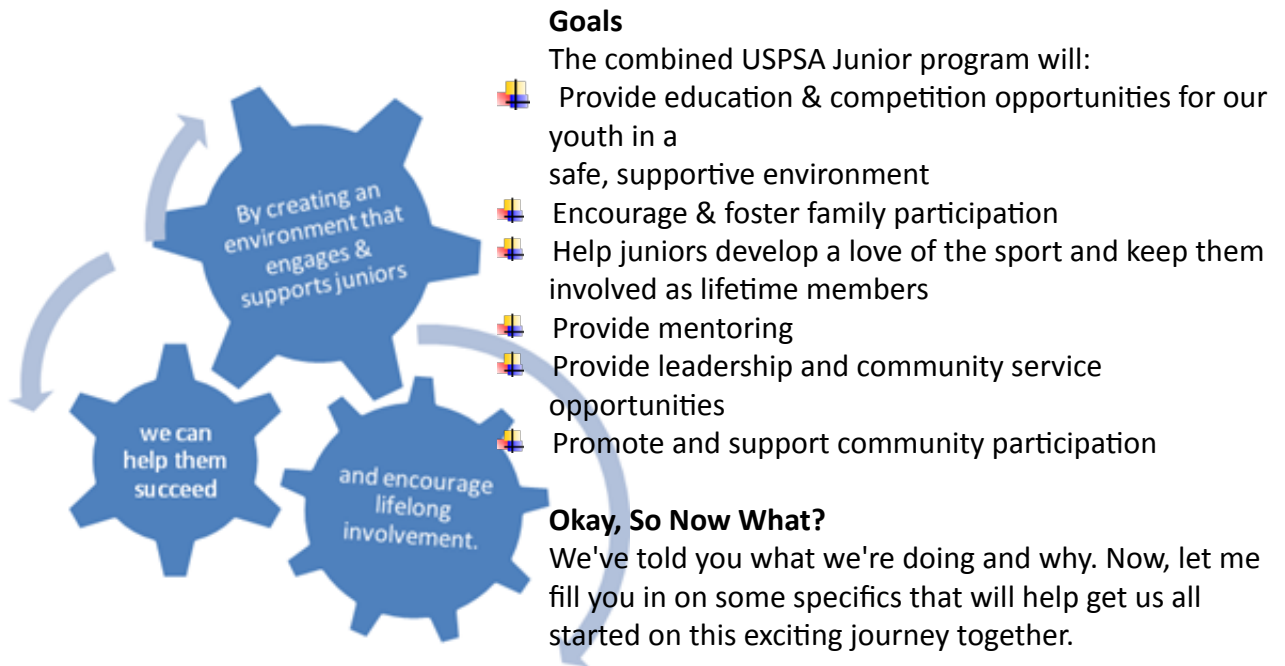 Goals
The combined USPSA Junior program will:
Provide education & competition opportunities for our
youth in a
safe, supportive environment
Encourage & foster family participation
Help juniors develop a love of the sport and keep them
involved as lifetime members
Provide mentoring
Provide leadership and community service
opportunities
Promote and support community participation
Okay, So Now What?
We've told you what we're doing and why. Now, let me
fill you in on some specifics that will help get us all
started on this exciting journey together.
By creating an
environment that
engages &
supports juniors
we can
help them
succeed
and encourage
lifelong
involvement.